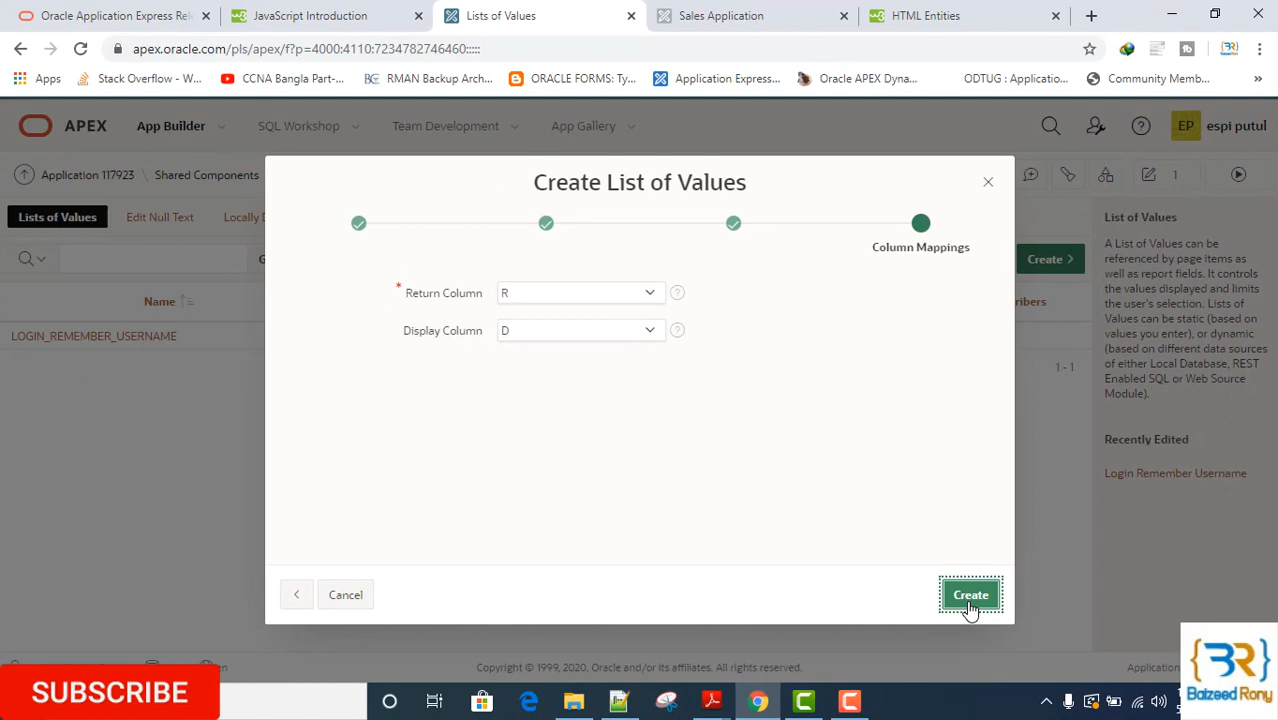 Oracle Application Express Rel
JavaScript Introduction
Lists of Values
Sales Application
HTML Entities
apex.oracle.com/pls/apex/f?p=4000:4110:7234782746460:::::
Apps
Stack Overflow - W...
CCNA Bangla Part-...
RMAN Backup Arch...
ORACLE FORMS: Ty...
Application Express...
Oracle APEX Dyna...
ODTUG : Applicatio...
Community Memb...
APEX
App Builder
SQL Workshop
Team Development
App Gallery
EP
espi putul
Application 117923
Shared Components
1
Lists of Values
Edit Null Text
Locally D
Create >
Name
ribers
LOGIN_REMEMBER_USERNAME
1 - 1
Create List of Values
Column Mappings
* Return Column
R
?
Display Column
D
?
Cancel
Create
List of Values
A List of Values can be
referenced by page items
as well as report fields. It controls
the values displayed and limits
the user's selection. Lists of
Values can be static (based on
values you enter), or dynamic
(based on different data sources
of either Local Database, REST
Enabled SQL or Web Source
Module).
Recently Edited
Login Remember Username
en
Copyright © 1999, 2020, Oracle and/or its affiliates. All rights reserved.
Applicatio
SUBSCRIBE
{BR}
Baizeed Rony